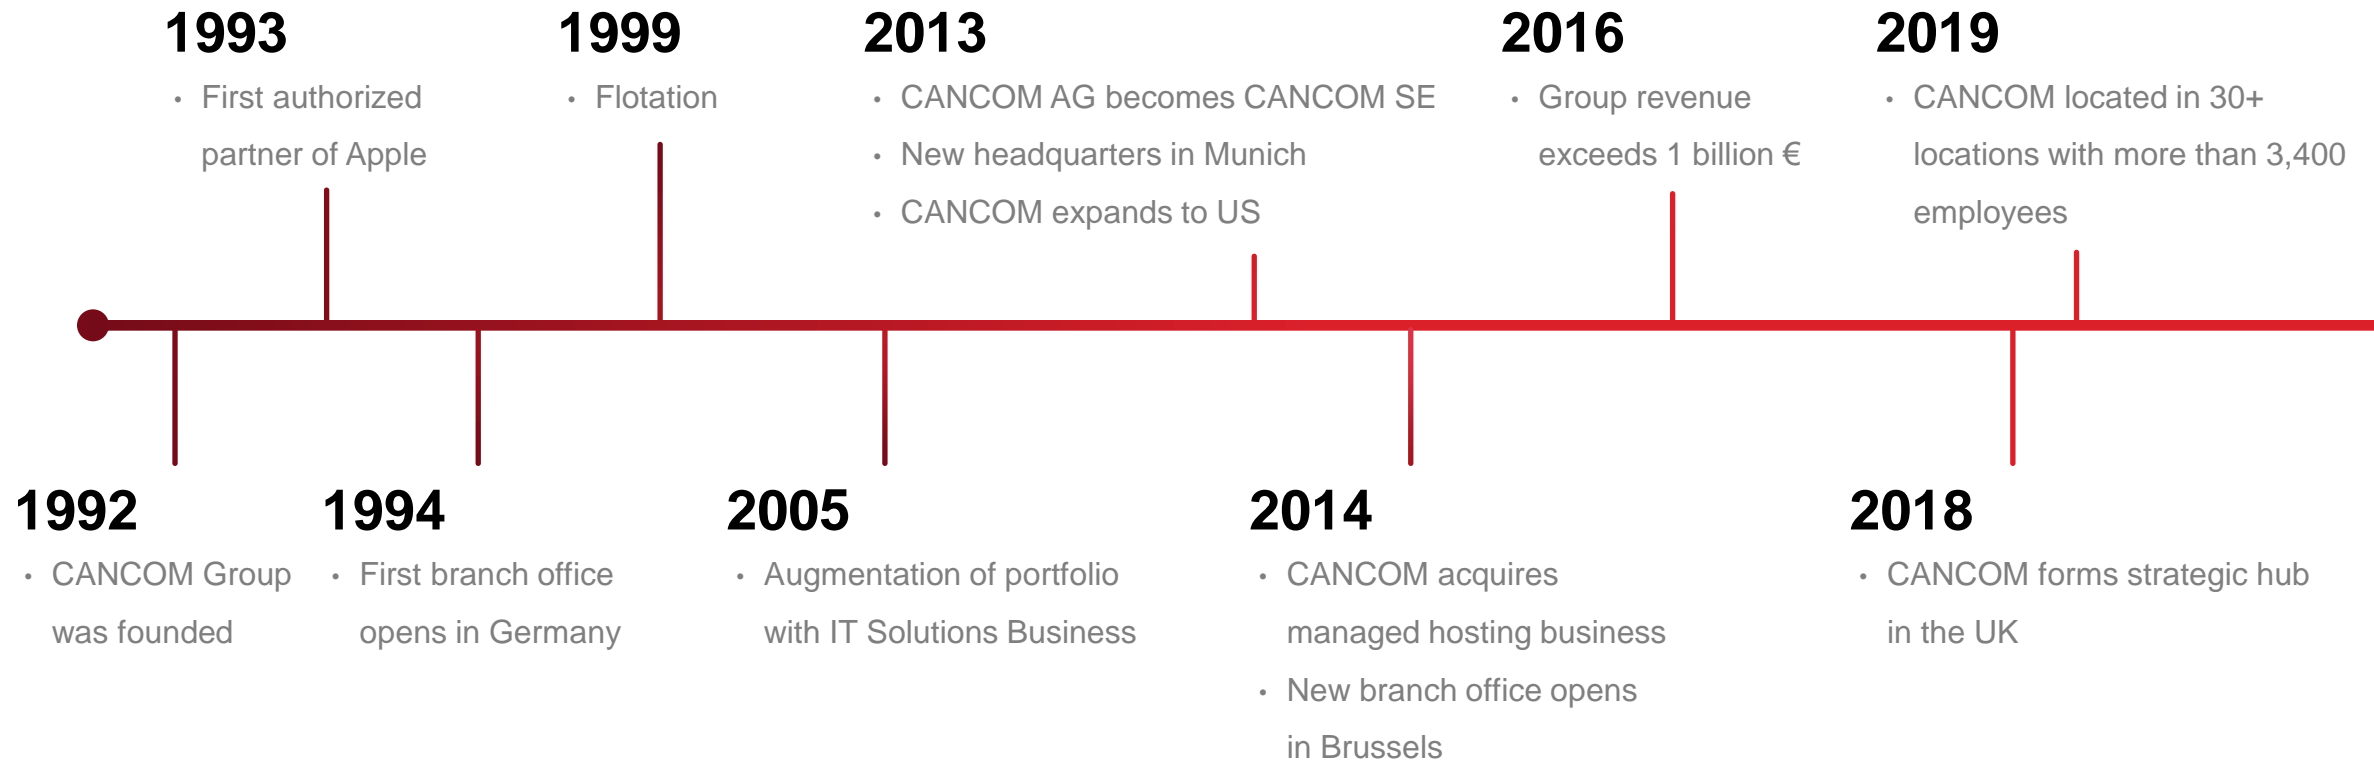 1993
• First authorized
partner of Apple
1999
• Flotation
2013
• CANCOM AG becomes CANCOM SE
• New headquarters in Munich
• CANCOM expands to US
2016
• Group revenue
exceeds 1 billion €
2019
• CANCOM located in 30+
locations with more than 3,400
employees
1992
• CANCOM Group
was founded
1994
• First branch office
opens in Germany
2005
• Augmentation of portfolio
with IT Solutions Business
2014
• CANCOM acquires
managed hosting business
• New branch office opens
in Brussels
2018
• CANCOM forms strategic hub
in the UK